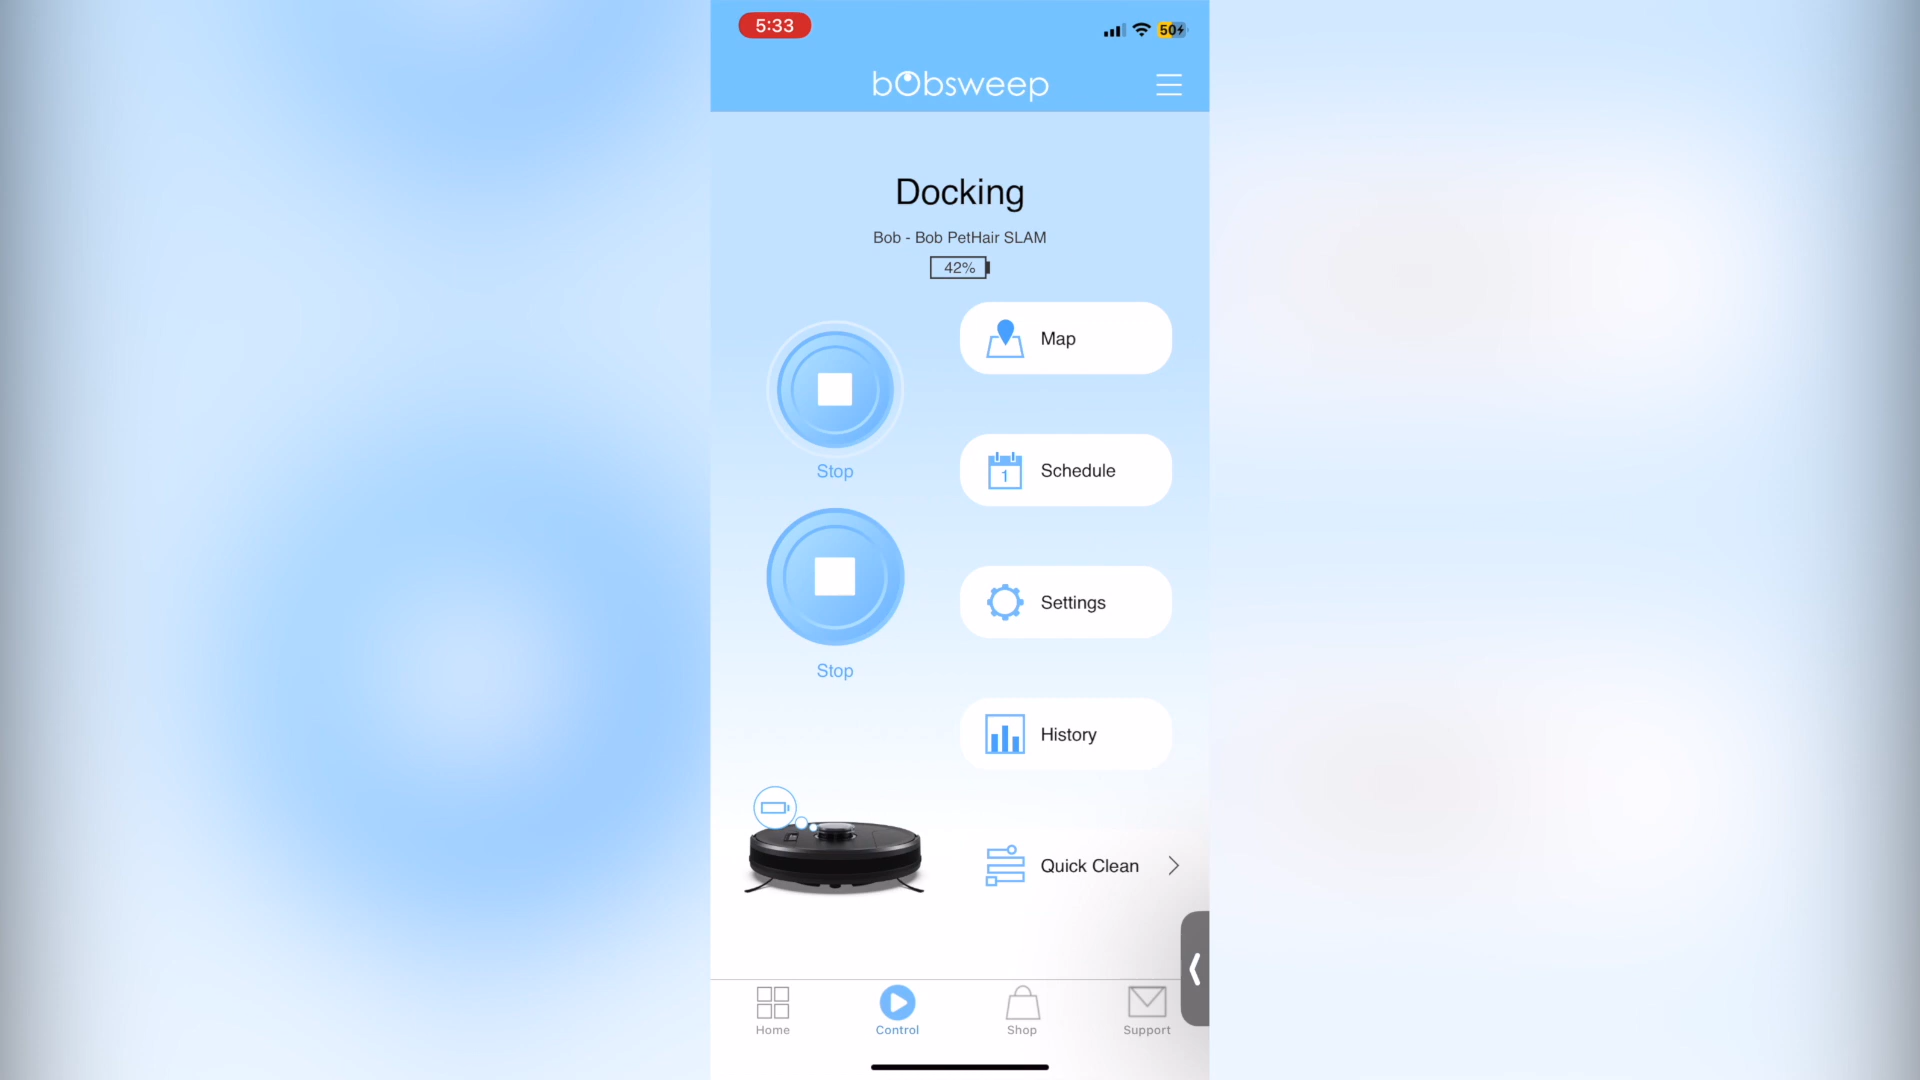 5:33
50
bobsweep
Docking
Bob - Bob PetHair SLAM
42%
Map
Stop
1
Schedule
Settings
Stop
History
Quick Clean
Home
Control
Shop
Support